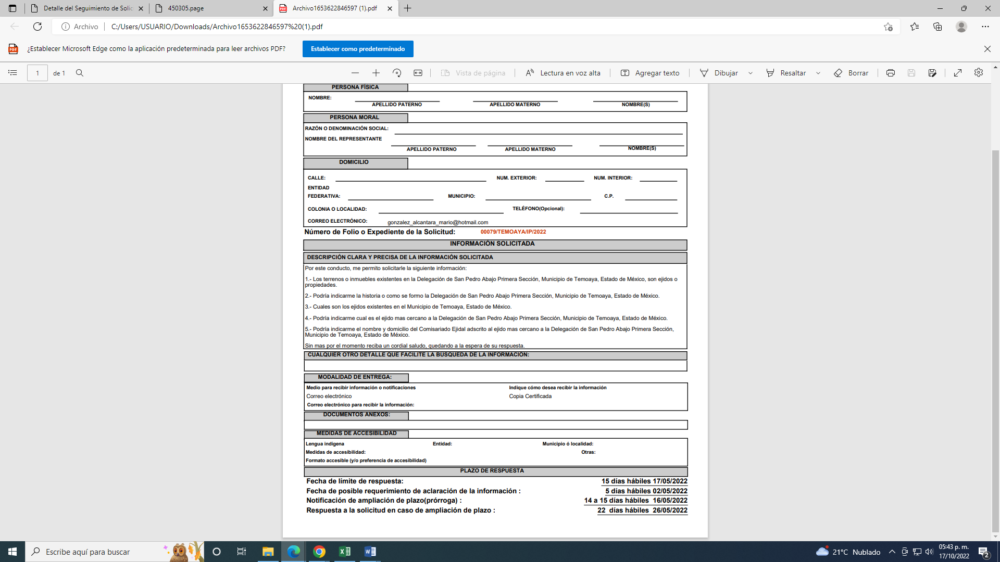 Detalle del Seguimiento de Solic
450305.page
Archivo1653622846597 (1).pdf
Archivo
C:/Users/USUARIO/Downloads/Archivo1653622846597%20(1).pdf
¿Establecer Microsoft Edge como la aplicación predeterminada para leer archivos PDF?
Establecer como predeterminado
1 de 1
Vista de página
Lectura en voz alta
Agregar texto
Dibujar
Resaltar
Borrar
PERSONA FÍSICA
NOMBRE:
APELLIDO PATERNO APELLIDO MATERNO NOMBRE(S)
PERSONA MORAL
RAZÓN O DENOMINACIÓN SOCIAL:
NOMBRE DEL REPRESENTANTE
APELLIDO PATERNO APELLIDO MATERNO NOMBRE(S)
DOMICILIO
CALLE: NUM. EXTERIOR: NUM. INTERIOR:
ENTIDAD
FEDERATIVA: MUNICIPIO: C.P.
COLONIA O LOCALIDAD: TELÉFONO(Opcional):
CORREO ELECTRÓNICO: gonzalez_alcantara_mario@hotmail.com
Número de Folio o Expediente de la Solicitud: 00079/TEMOAYA/IP/2022
INFORMACIÓN SOLICITADA
DESCRIPCIÓN CLARA Y PRECISA DE LA INFORMACIÓN SOLICITADA
Por este conducto, me permito solicitarle la siguiente información:
1.- Los terrenos o inmuebles existentes en la Delegación de San Pedro Abajo Primera Sección, Municipio de Temoaya, Estado de México, son ejidos o
propiedades.
2.- Podría indicarme la historia o como se formo la Delegación de San Pedro Abajo Primera Sección, Municipio de Temoaya, Estado de México.
3.- Cuales son los ejidos existentes en el Municipio de Temoaya, Estado de México.
4.- Podría indicarme cual es el ejido mas cercano a la Delegación de San Pedro Abajo Primera Sección, Municipio de Temoaya, Estado de México.
5.- Podría indicarme el nombre y domicilio del Comisariado Ejidal adscrito al ejido mas cercano a la Delegación de San Pedro Abajo Primera Sección,
Municipio de Temoaya, Estado de México.
Sin mas por el momento reciba un cordial saludo, quedando a la espera de su respuesta.
CUALQUIER OTRO DETALLE QUE FACILITE LA BÚSQUEDA DE LA INFORMACIÓN:
MODALIDAD DE ENTREGA:
Medio para recibir información o notificaciones Indique cómo desea recibir la información
Correo electrónico Copia Certificada
Correo electrónico para recibir la información:
DOCUMENTOS ANEXOS:
MEDIDAS DE ACCESIBILIDAD
Lengua indígena Entidad: Municipio ó localidad:
Medidas de accesibilidad: Otras:
Formato accesible (y/o preferencia de accesibilidad)
PLAZO DE RESPUESTA
Fecha de límite de respuesta: 15 días hábiles 17/05/2022
Fecha de posible requerimiento de aclaración de la información : 5 días hábiles 02/05/2022
Notificación de ampliación de plazo(prórroga) : 14 a 15 días hábiles 16/05/2022
Respuesta a la solicitud en caso de ampliación de plazo : 22 días hábiles 26/05/2022
Escribe aquí para buscar
21°C Nublado
05:43 p. m.
17/10/2022
2